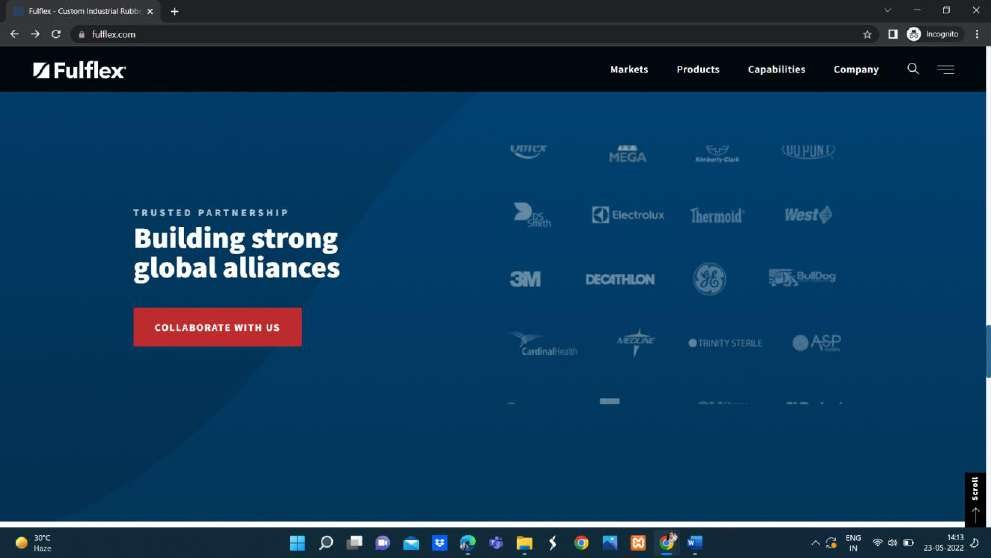 Fulflex - Custom Industrial Rubbe
fulflex.com
Incognito
Fulflex
Markets
Products
Capabilities
Company
MEGA
Kimberly-Clark
DUPONT
TRUSTED PARTNERSHIP
Building strong
global alliances
COLLABORATE WITH US
DS
Smith
Electrolux
Thermoid
West
3M
DECATHLON
GE
BullDog
CardinalHealth
MEDLINE
TRINITY STERILE
ASP
Scroll
30°C
Haze
ENG
IN
14:13
23-05-2022